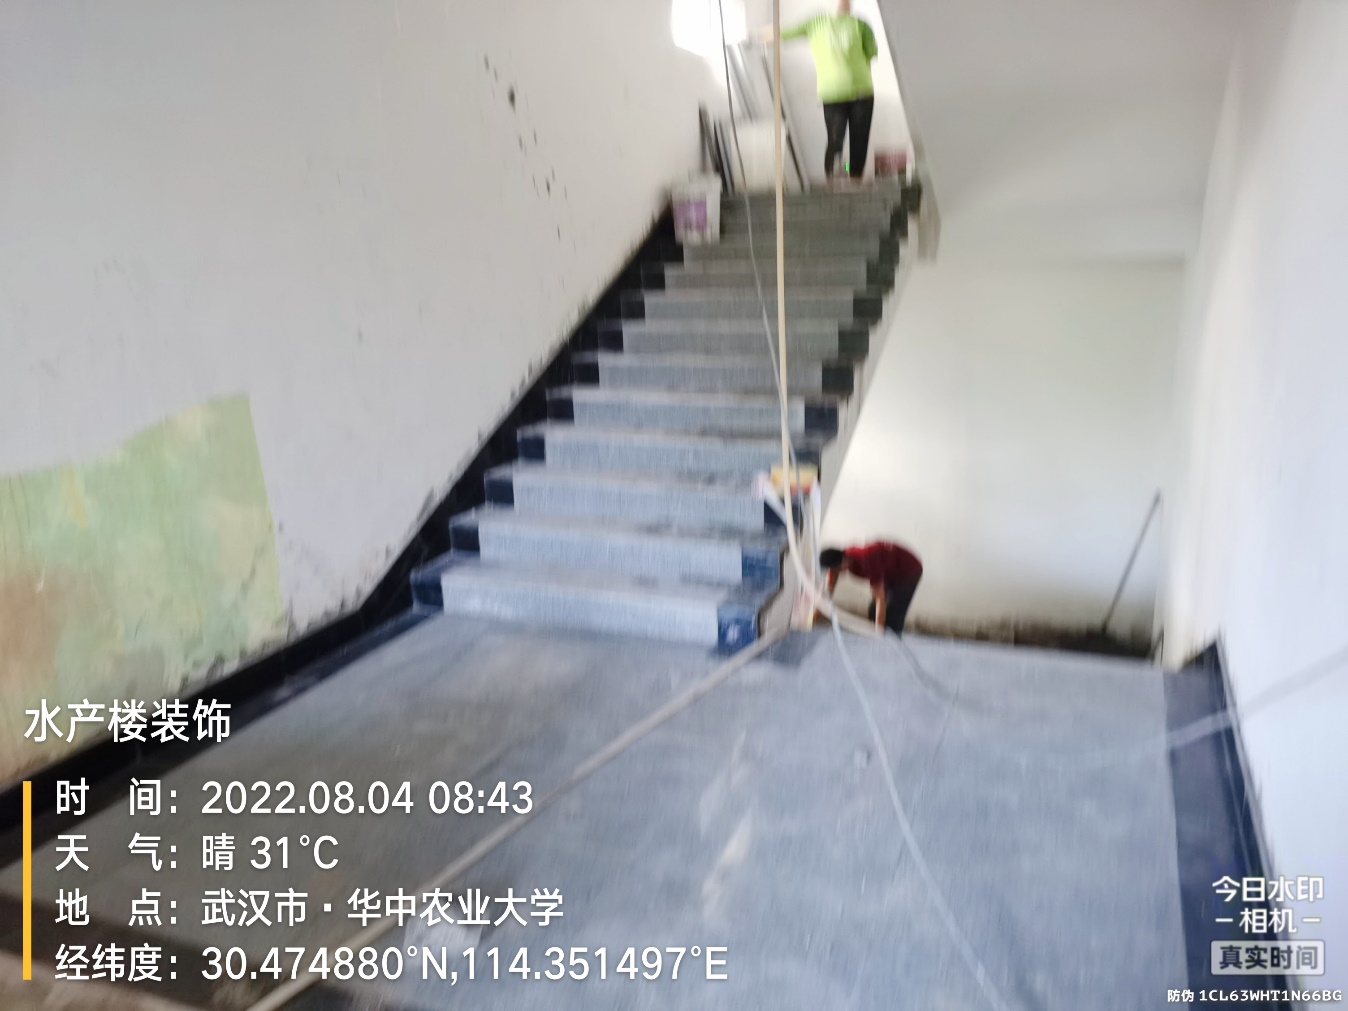 水产楼装饰
时 间：2022.08.04 08:43
天 气：晴 31°C
地 点：武汉市·华中农业大学
经纬度：30.474880°N,114.351497°E
今日水印
－相机－
真实时间
防伪 1CL63WHT1N66BG